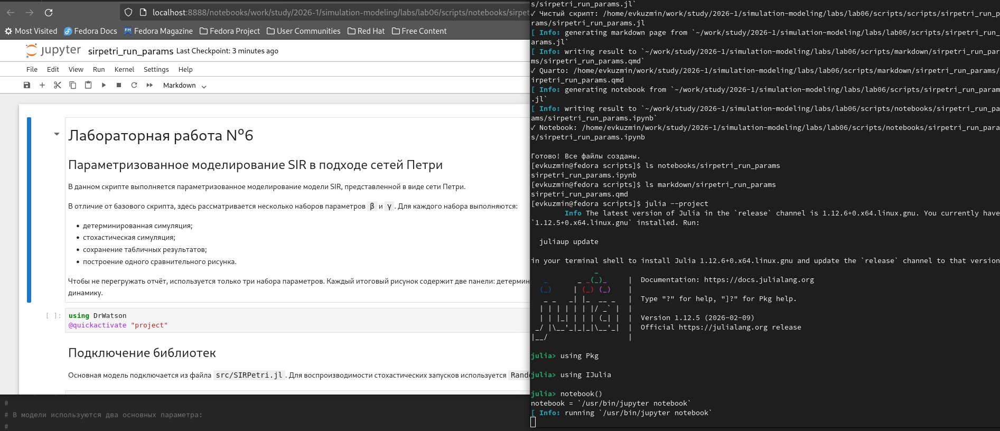 localhost:8888/notebooks/work/study/2026-1/simulation-modeling/labs/lab06/scripts/notebooks/sirpet
Most Visited Fedora Docs Fedora Magazine Fedora Project User Communities Red Hat Free Content
jupyter sirpetri_run_params Last Checkpoint: 3 minutes ago
File Edit View Run Kernel Settings Help
Markdown
Лабораторная работа №6
Параметризованное моделирование SIR в подходе сетей Петри
В данном скрипте выполняется параметризованное моделирование модели SIR, представленной в виде сети Петри.
В отличие от базового скрипта, здесь рассматривается несколько наборов параметров β и γ. Для каждого набора выполняются:
• детерминированная симуляция;
• стохастическая симуляция;
• сохранение табличных результатов;
• построение одного сравнительного рисунка.
Чтобы не перегружать отчёт, используется только три набора параметров. Каждый итоговый рисунок содержит две панели: детермин
динамику.
[ ]: using DrWatson
@quickactivate "project"
Подключение библиотек
Основная модель подключается из файла src/SIRPetri.jl. Для воспроизводимости стохастических запусков используется Rand
#
# В модели используются два основных параметра:
#
s/sirpetri_run_params.jl`
✓ Чистый скрипт: /home/evkuzmin/work/study/2026-1/simulation-modeling/labs/lab06/scripts/scripts/sirpetri_run_p
rams/sirpetri_run_params.jl
[ Info: generating markdown page from `~/work/study/2026-1/simulation-modeling/labs/lab06/scripts/sirpetri_run_
arams.jl`
[ Info: writing result to `~/work/study/2026-1/simulation-modeling/labs/lab06/scripts/markdown/sirpetri_run_par
ms/sirpetri_run_params.qmd`
✓ Quarto: /home/evkuzmin/work/study/2026-1/simulation-modeling/labs/lab06/scripts/markdown/sirpetri_run_params/
irpetri_run_params.qmd
[ Info: generating notebook from `~/work/study/2026-1/simulation-modeling/labs/lab06/scripts/sirpetri_run_param
.jl`
[ Info: writing result to `~/work/study/2026-1/simulation-modeling/labs/lab06/scripts/notebooks/sirpetri_run_pa
ams/sirpetri_run_params.ipynb`
✓ Notebook: /home/evkuzmin/work/study/2026-1/simulation-modeling/labs/lab06/scripts/notebooks/sirpetri_run_para
s/sirpetri_run_params.ipynb
Готово! Все файлы созданы.
[evkuzmin@fedora scripts]$ ls notebooks/sirpetri_run_params
sirpetri_run_params.ipynb
[evkuzmin@fedora scripts]$ ls markdown/sirpetri_run_params
sirpetri_run_params.qmd
[evkuzmin@fedora scripts]$ julia --project
Info The latest version of Julia in the `release` channel is 1.12.6+0.x64.linux.gnu. You currently have
`1.12.5+0.x64.linux.gnu` installed. Run:
juliaup update
in your terminal shell to install Julia 1.12.6+0.x64.linux.gnu and update the `release` channel to that version
| Documentation: https://docs.julialang.org
| Type "?" for help, "]?" for Pkg help.
| Version 1.12.5 (2026-02-09)
| Official https://julialang.org release
julia> using Pkg
julia> using IJulia
julia> notebook()
notebook = `/usr/bin/jupyter notebook`
[ Info: running `/usr/bin/jupyter notebook`